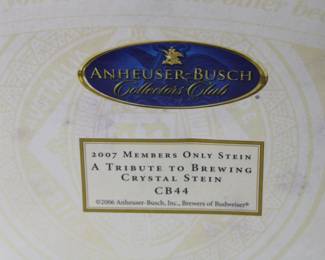 ANHEUSER-BUSCH
Collectors Club
®
2007 MEMBERS ONLY STEIN
A TRIBUTE TO BREWING
CRYSTAL STEIN
CB44
©2006 Anheuser-Busch, Inc., Brewers of Budweiser®